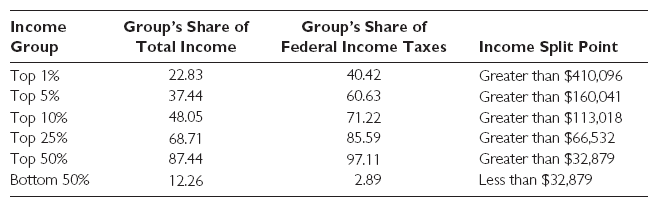 Income Group's Share of Group's Share of
Group Total Income Federal Income Taxes Income Split Point
Top 1% 22.83 40.42 Greater than $410,096
Top 5% 37.44 60.63 Greater than $160,041
Top 10% 48.05 71.22 Greater than $113,018
Top 25% 68.71 85.59 Greater than $66,532
Top 50% 87.44 97.11 Greater than $32,879
Bottom 50% 12.26 2.89 Less than $32,879